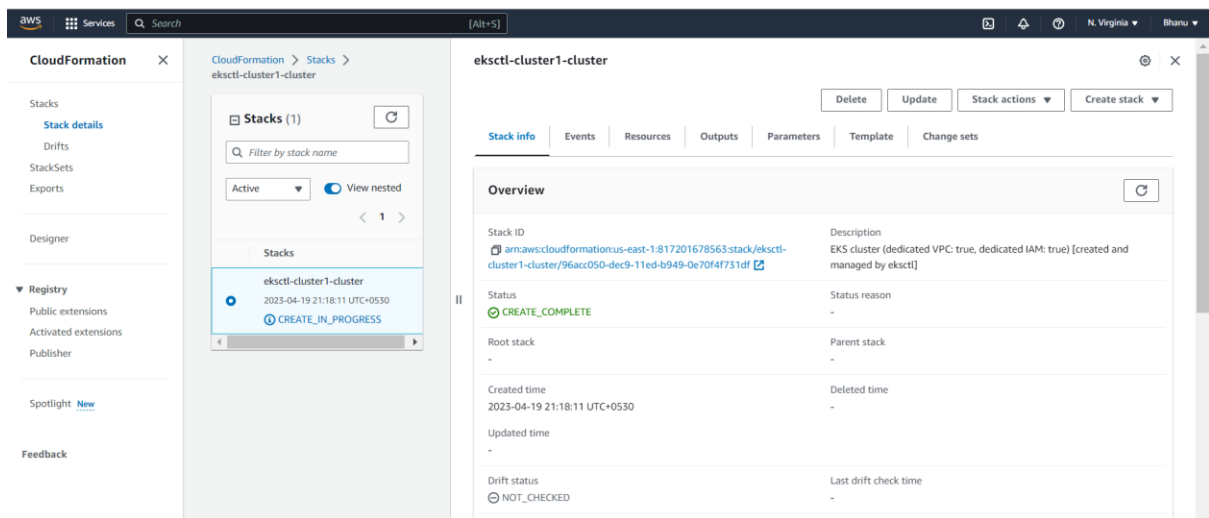 aws
Services
Search
[Alt+S]
N. Virginia
Bhanu
CloudFormation
Stacks
Stack details
Drifts
StackSets
Exports
Designer
Registry
Public extensions
Activated extensions
Publisher
Spotlight New
Feedback
CloudFormation
Stacks
eksctl-cluster1-cluster
Stacks (1)
Filter by stack name
Active
View nested
1
Stacks
eksctl-cluster1-cluster
2023-04-19 21:18:11 UTC+0530
CREATE_IN_PROGRESS
eksctl-cluster1-cluster
Delete
Update
Stack actions
Create stack
Stack info
Events
Resources
Outputs
Parameters
Template
Change sets
Overview
Stack ID
arn:aws:cloudformation:us-east-1:817201678563:stack/eksctl-
cluster1-cluster/96acc050-dec9-11ed-b949-0e70f4f731df
Description
EKS cluster (dedicated VPC: true, dedicated IAM: true) [created and
managed by eksctl]
Status
CREATE_COMPLETE
Status reason
-
Root stack
-
Parent stack
-
Created time
2023-04-19 21:18:11 UTC+0530
Deleted time
-
Updated time
-
Drift status
NOT_CHECKED
Last drift check time
-